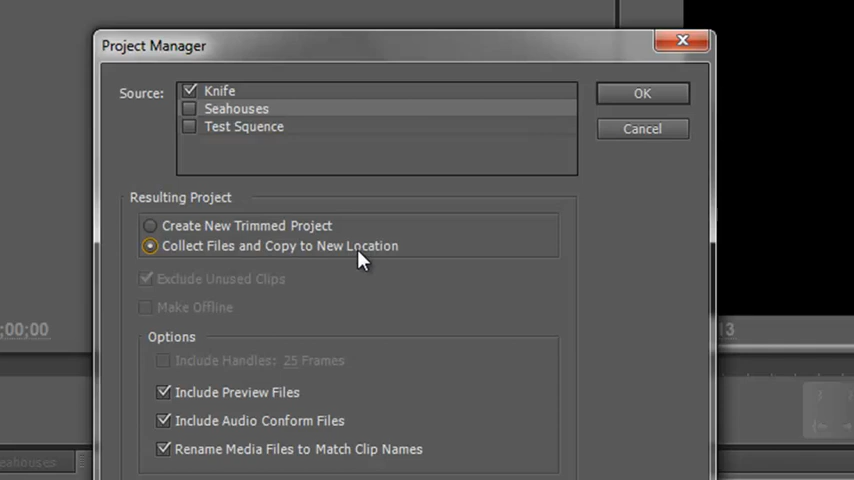 Project Manager
Source:
Knife
Seahouses
Test Squence
OK
Cancel
Resulting Project
Create New Trimmed Project
Collect Files and Copy to New Location
Exclude Unused Clips
Make Offline
;00;00
13
Options
Include Handles: 25 Frames
Include Preview Files
Include Audio Conform Files
Rename Media Files to Match Clip Names
eahouses